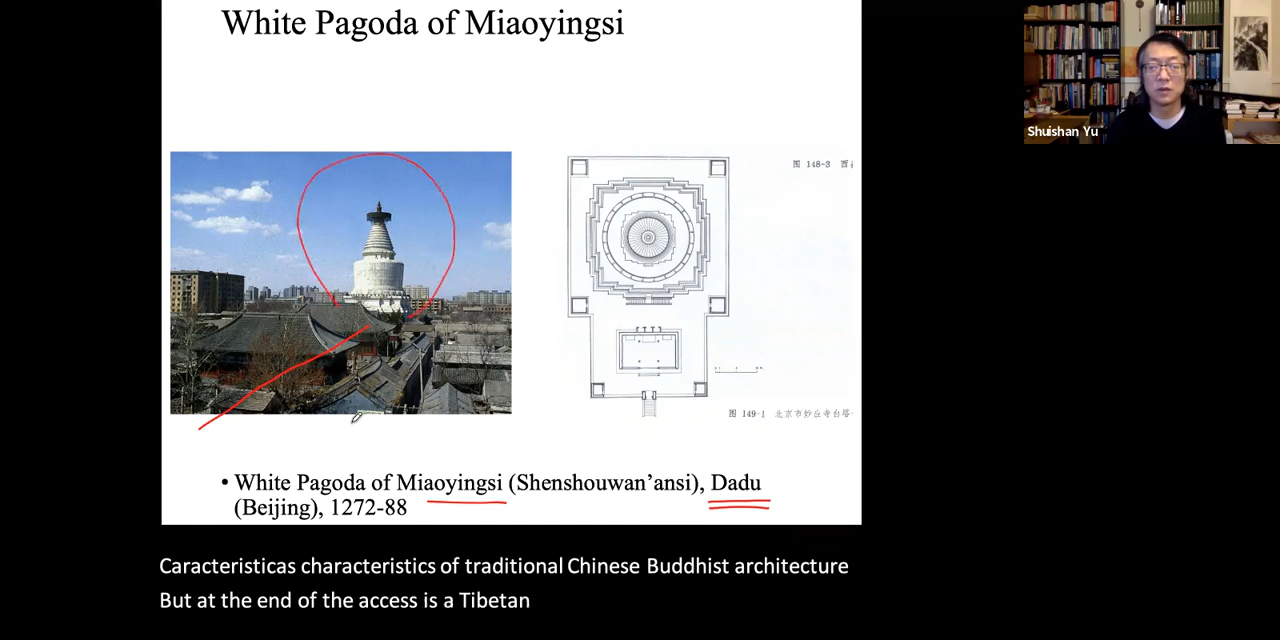 White Pagoda of Miaoyingsi
Shuishan Yu
图 148-3 西
图 149-1 北京市妙应寺白塔
• White Pagoda of Miaoyingsi (Shenshouwan’ansi), Dadu
(Beijing), 1272-88
Caracteristicas characteristics of traditional Chinese Buddhist architecture
But at the end of the access is a Tibetan